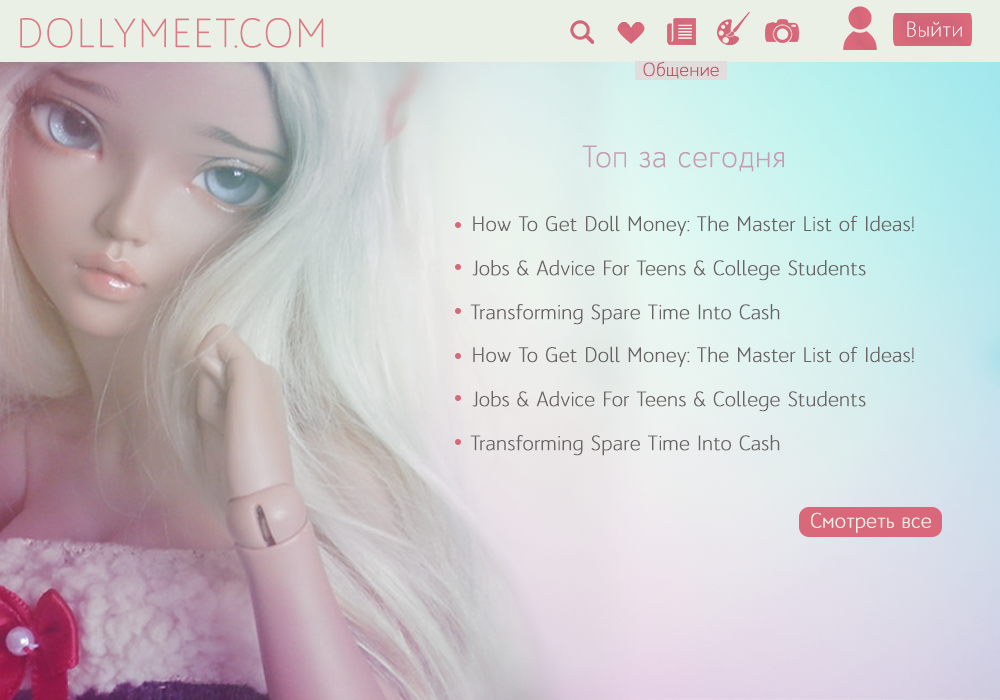 DOLLYMEET.COM
Выйти
Общение
Топ за сегодня
How To Get Doll Money: The Master List of Ideas!
Jobs & Advice For Teens & College Students
Transforming Spare Time Into Cash
How To Get Doll Money: The Master List of Ideas!
Jobs & Advice For Teens & College Students
Transforming Spare Time Into Cash
Смотреть все